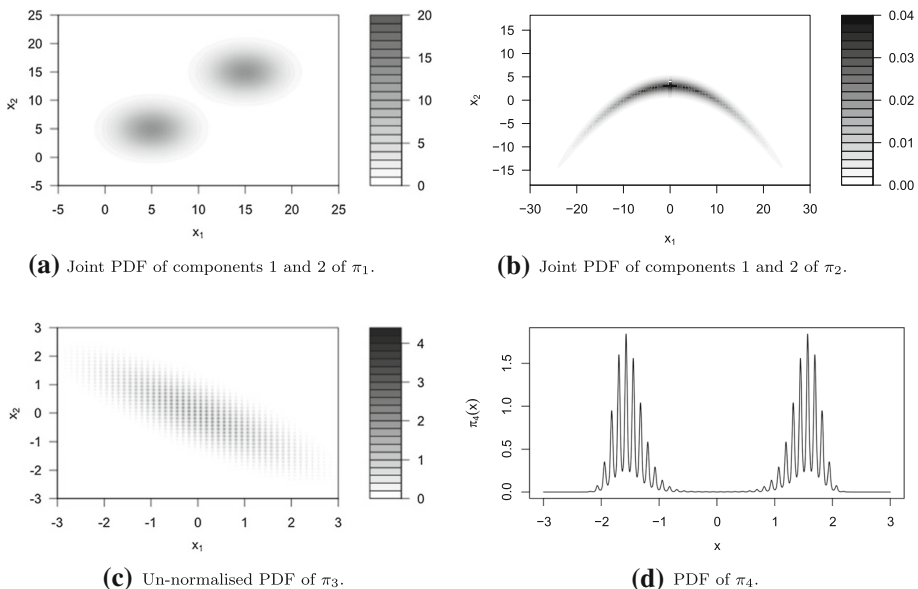 25
20
15
10
5
0
-5
x₂
-5 0 5 10 15 20 25
x₁
20
15
10
5
0
(a) Joint PDF of components 1 and 2 of π₁.
15
10
5
0
−5
−10
−15
x₂
−30 −20 −10 0 10 20 30
x₁
0.04
0.03
0.02
0.01
0.00
(b) Joint PDF of components 1 and 2 of π₂.
3
2
1
0
-1
-2
-3
x₂
-3 -2 -1 0 1 2 3
x₁
4
3
2
1
0
(c) Un-normalised PDF of π₃.
1.5
1.0
0.5
0.0
π₄(x)
−3 −2 −1 0 1 2 3
x
(d) PDF of π₄.